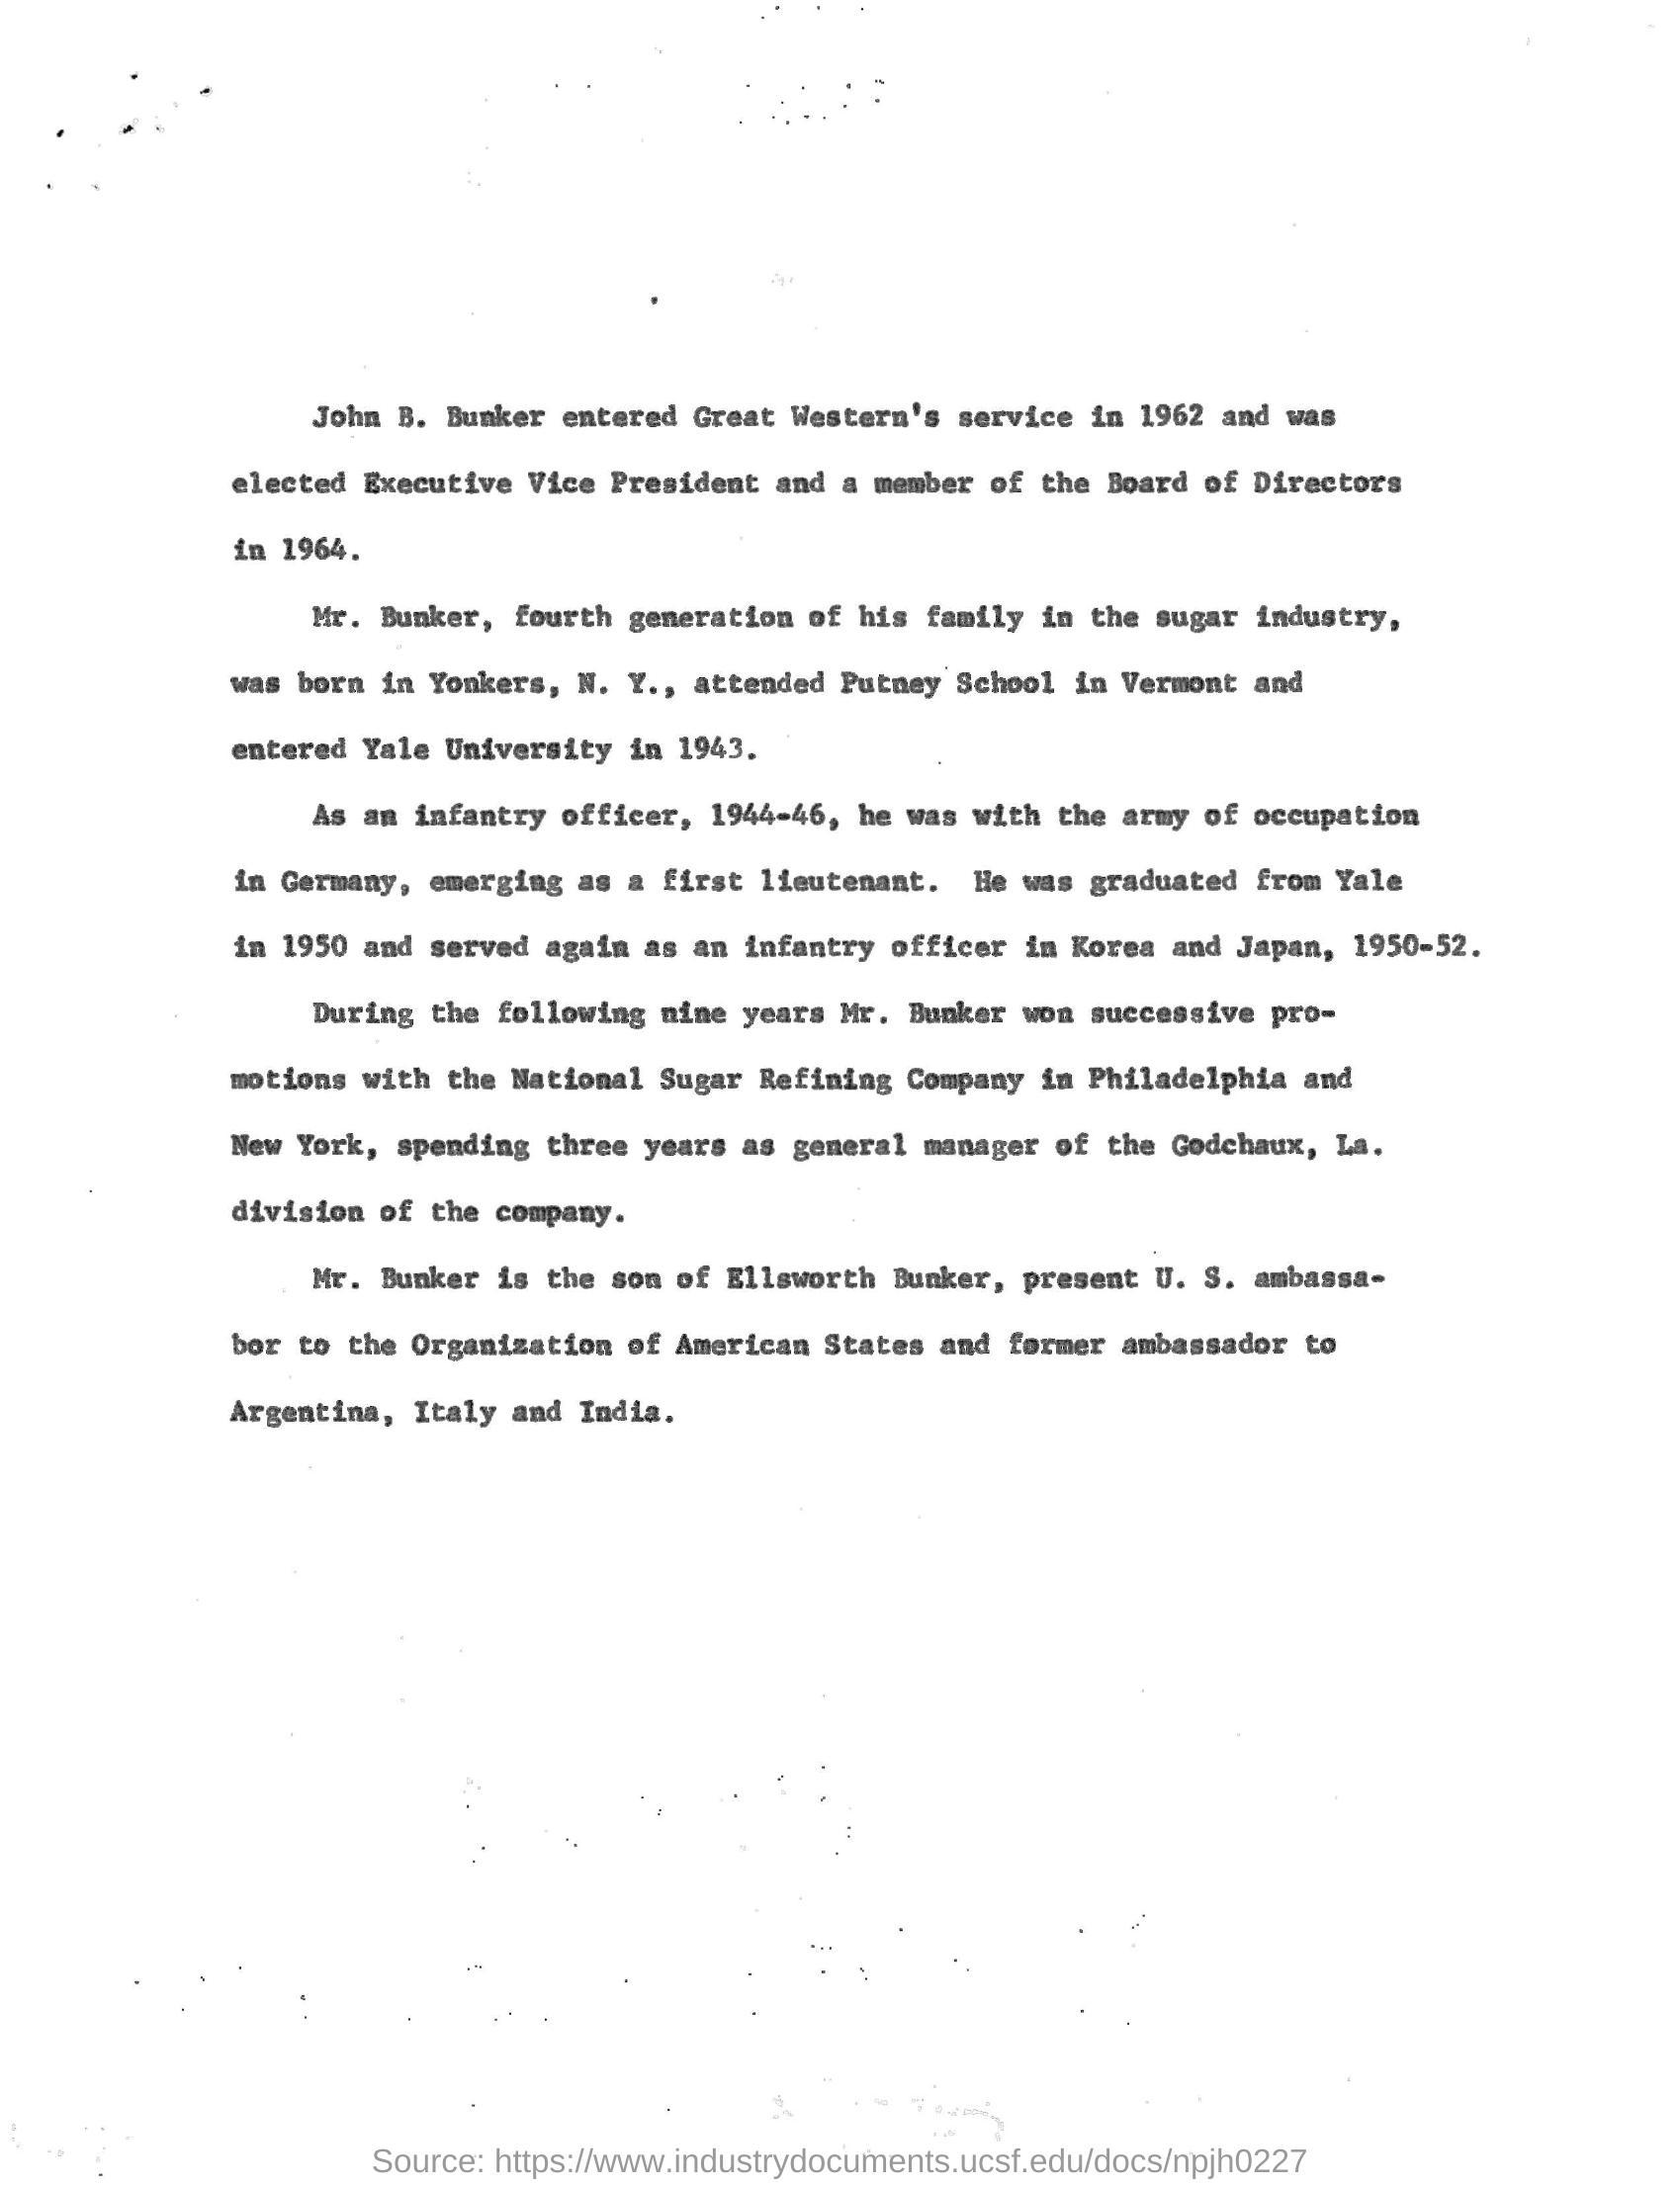 John B. Bunker entered Great Western's service in 1962 and was
elected Executive Vice President and a member of the Board of Directors
in 1964.
Mr. Bunker, fourth generation of his family in the sugar industry,
was born in Yonkers, N. Y., attended Putney School in Vermont and
entered Yale University in 1943.
As an infantry officer, 1944-46, he was with the army of occupation
in Germany, emerging as a first lieutenant. He was graduated from Yale
in 1950 and served again as an infantry officer in Korea and Japan, 1950-52.
During the following nine years Mr. Bunker won successive pro-
motions with the National Sugar Refining Company in Philadelphia and
New York, spending three years as general manager of the Godchaux, La.
division of the company.
Mr. Bunker is the son of Ellsworth Bunker, present U. S. ambassa-
bor to the Organization of American States and former ambassador to
Argentina, Italy and India.
Source: https://www.industrydocuments.ucsf.edu/docs/npjh0227